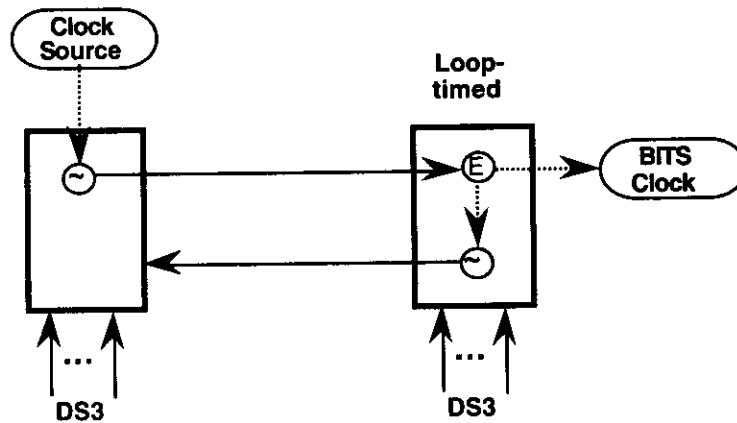 Clock
Source
Loop-
timed
~
E
BITS
Clock
~
...
DS3
...
DS3